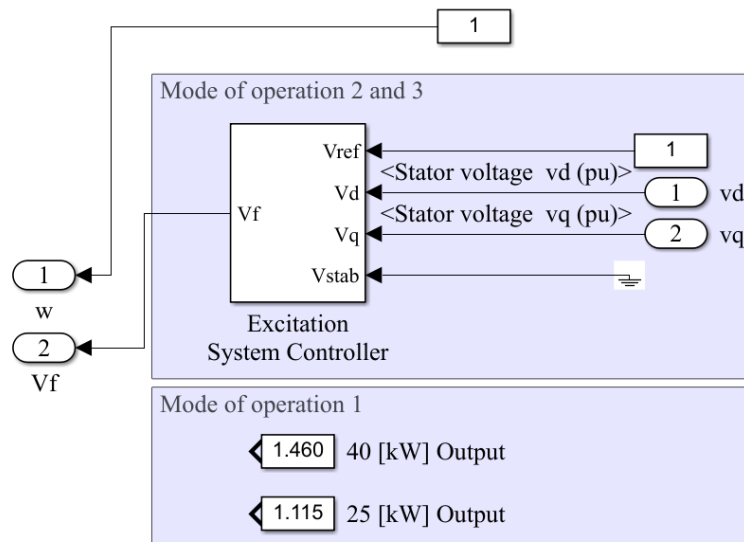 1
Mode of operation 2 and 3
Vref
1
<Stator voltage vd (pu)>
Vd
1
vd
<Stator voltage vq (pu)>
Vf
Vq
2
vq
Vstab
1
w
Excitation
System Controller
2
Vf
Mode of operation 1
1.460 40 [kW] Output
1.115 25 [kW] Output